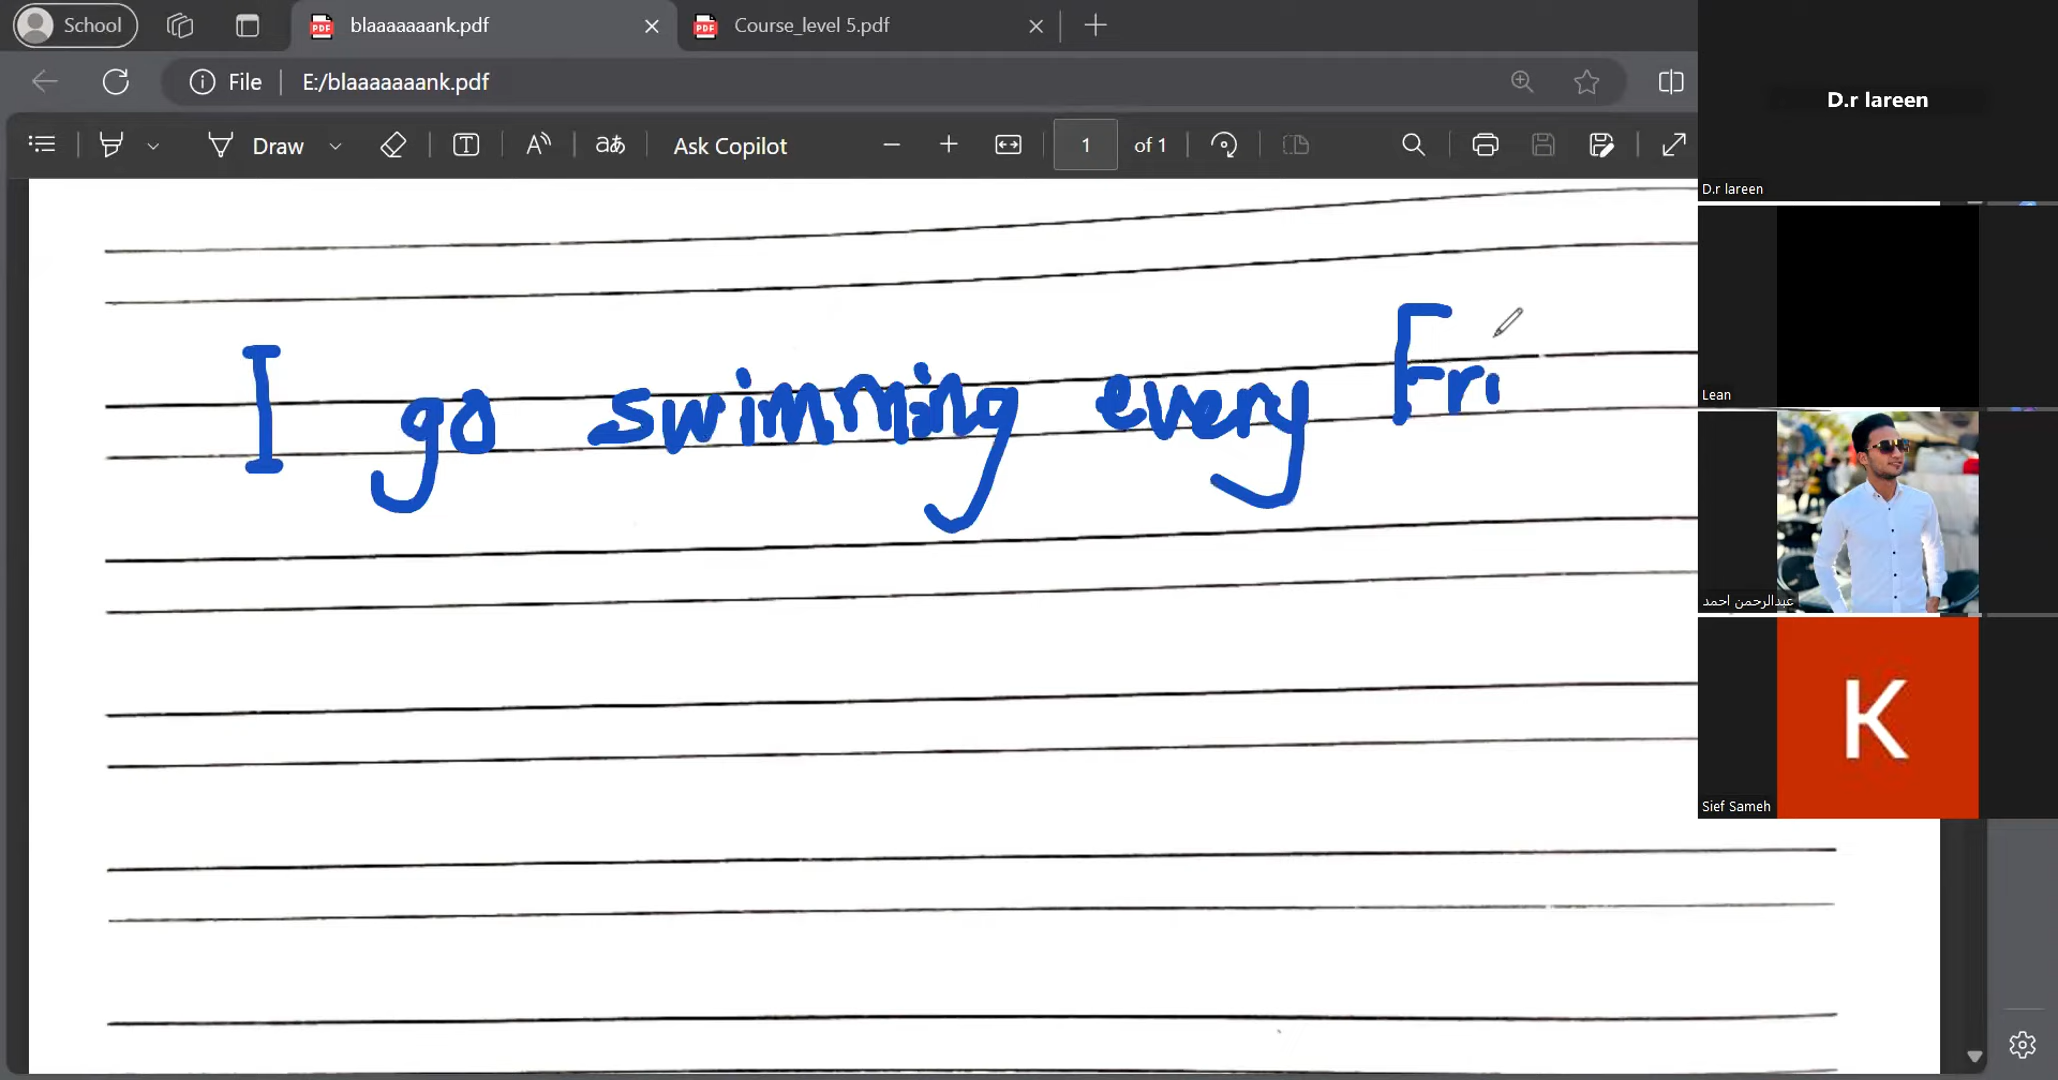 School
blaaaaaaank.pdf
Course_level 5.pdf
File
E:/blaaaaaaank.pdf
Draw
Ask Copilot
1 of 1
I go swimming every Fri
D.r lareen
D.r lareen
Lean
عبدالرحمن احمد
K
Sief Sameh